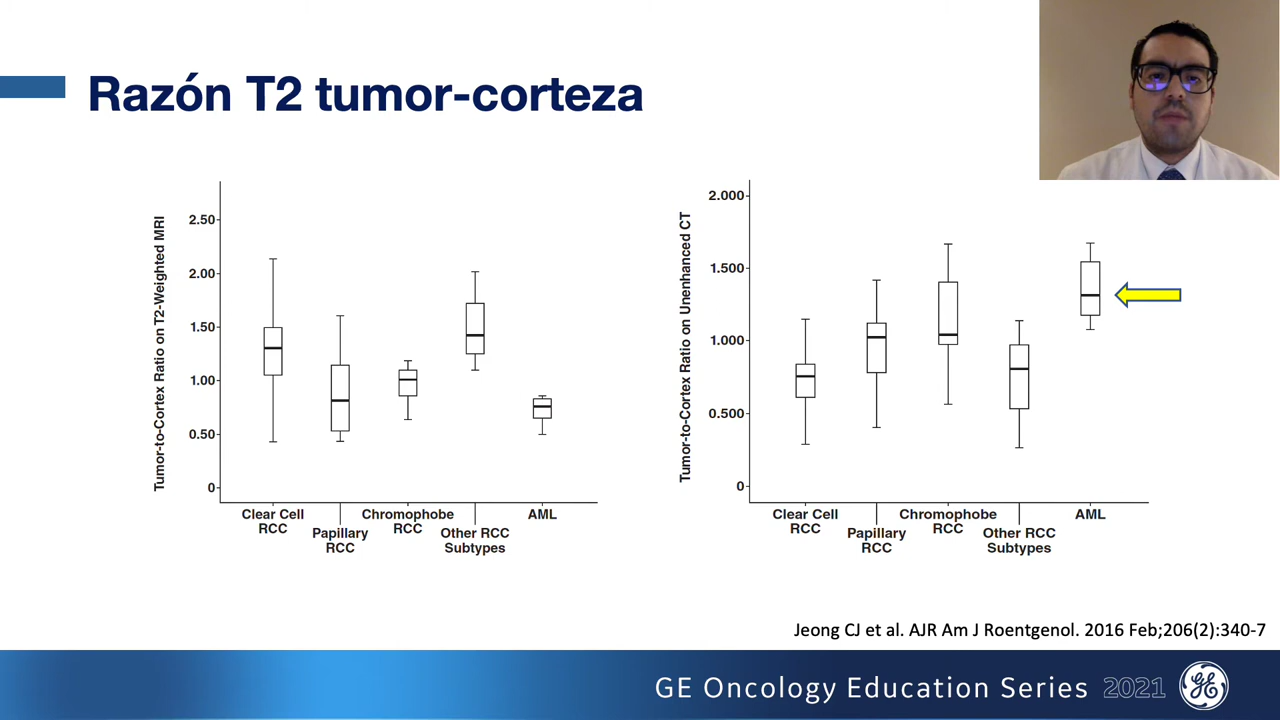 Razón T2 tumor-corteza
Tumor-to-Cortex Ratio on T2-Weighted MRI
2.50
2.00
1.50
1.00
0.50
0
Clear Cell
RCC
Papillary
RCC
Chromophobe
RCC
Other RCC
Subtypes
AML
Tumor-to-Cortex Ratio on Unenhanced CT
2.000
1.500
1.000
0.500
0
Clear Cell
RCC
Papillary
RCC
Chromophobe
RCC
Other RCC
Subtypes
AML
Jeong CJ et al. AJR Am J Roentgenol. 2016 Feb;206(2):340-7
GE Oncology Education Series 2021
GE